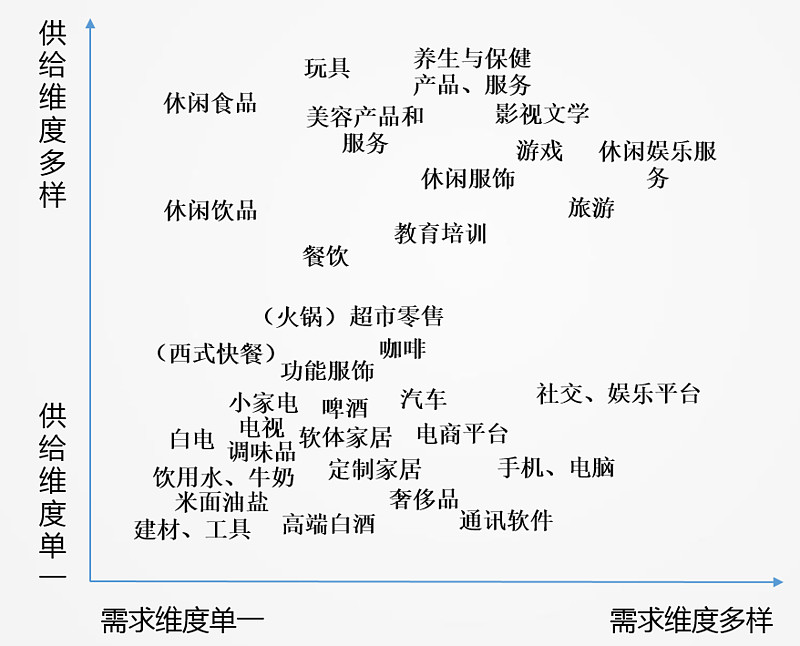 供给维度多样
玩具
养生与保健
产品、服务
休闲食品
美容产品和
服务
影视文学
游戏
休闲娱乐服
务
休闲服饰
休闲饮品
旅游
教育培训
餐饮
（火锅）
超市零售
（西式快餐）
咖啡
功能服饰
供给维度单一
小家电
啤酒
汽车
社交、娱乐平台
白电
电视
软体家居
电商平台
调味品
饮用水、牛奶
定制家居
手机、电脑
米面油盐
奢侈品
建材、工具
高端白酒
通讯软件
需求维度单一
需求维度多样